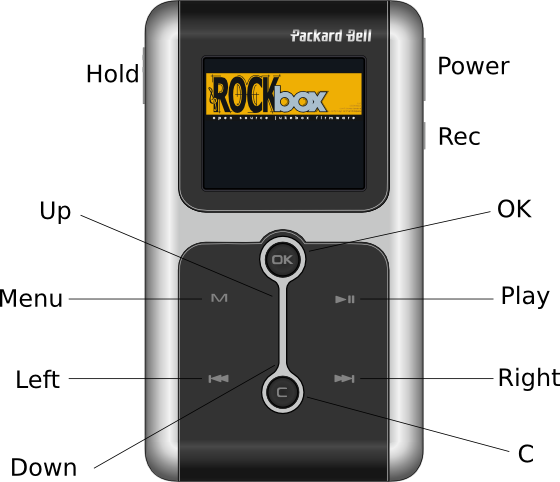 Packard Bell
Hold
Power
ROCKbox
open source jukebox firmware
Rec
Up
OK
OK
Menu
M
Play
Left
Right
C
Down
C